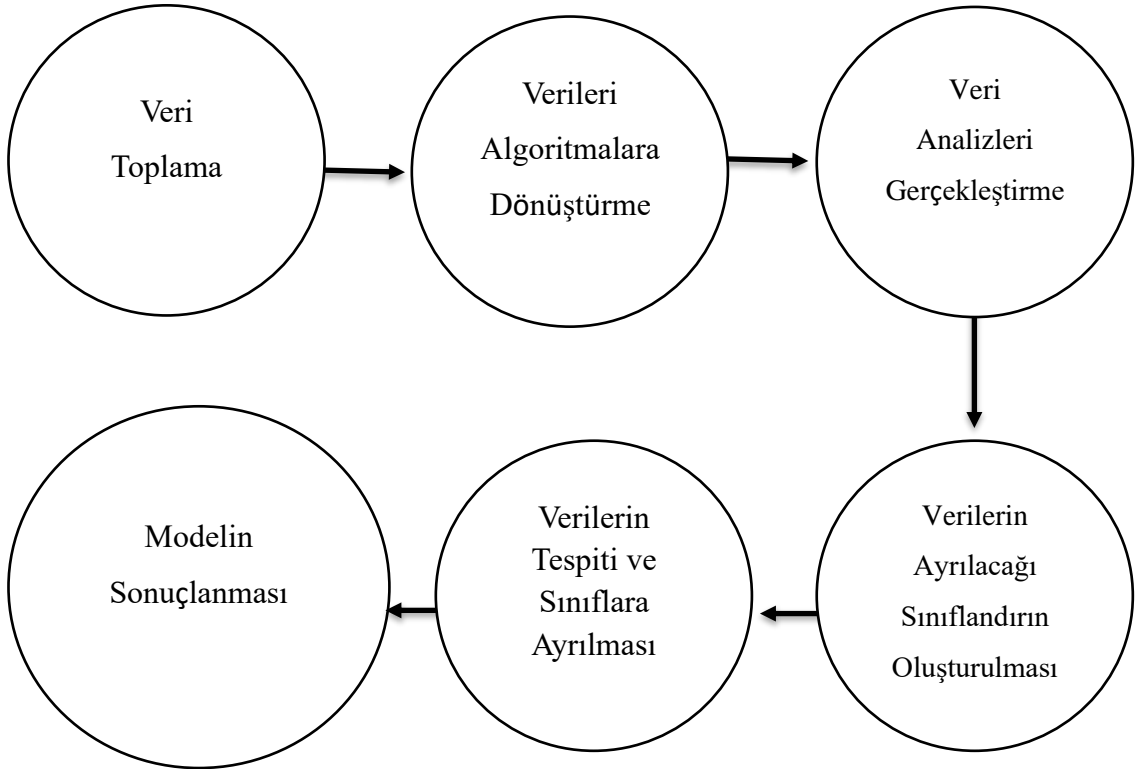 Veri
Toplama
Verileri
Algoritmalara
Dönüştürme
Veri
Analizleri
Gerçekleştirme
Verilerin
Ayrılacağı
Sınıflandırın
Oluşturulması
Verilerin
Tespiti ve
Sınıflara
Ayrılması
Modelin
Sonuçlanması